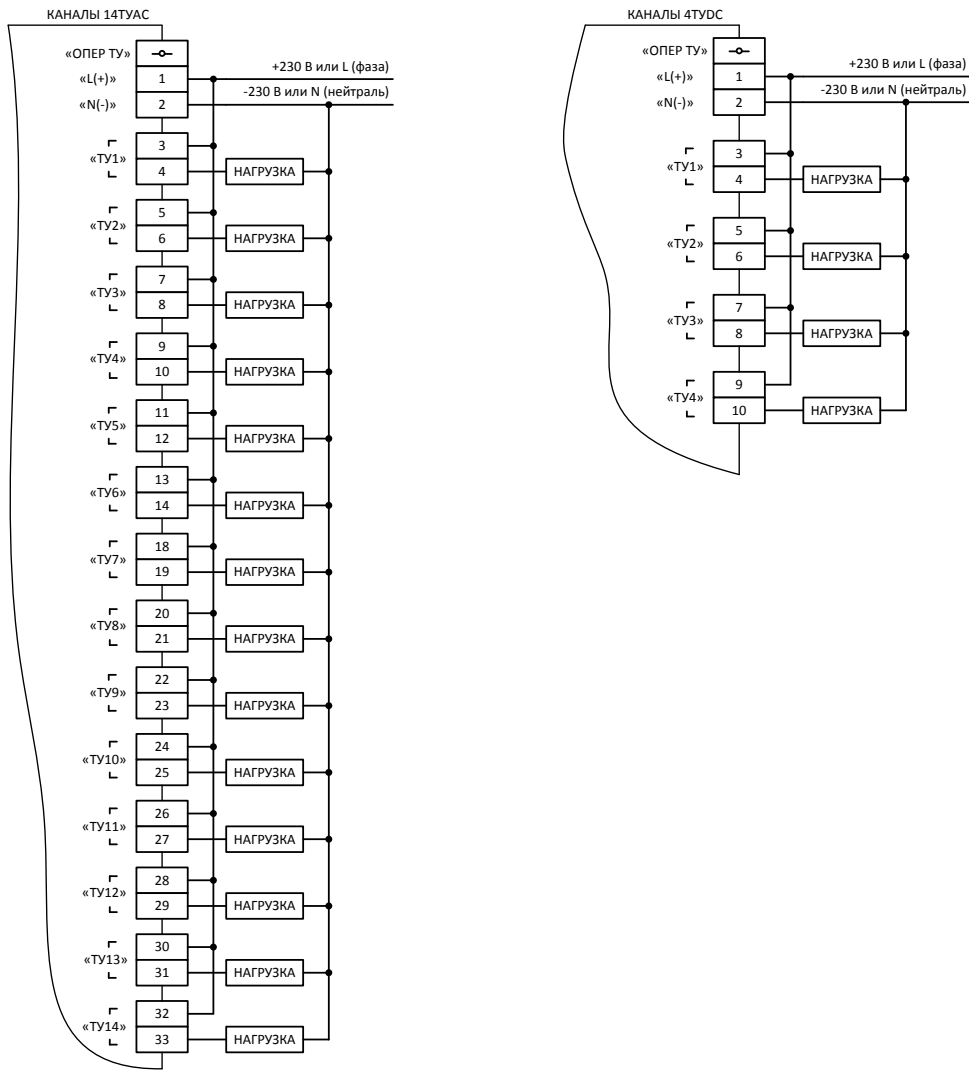 КАНАЛЫ 14ТУАС
«ОПЕР ТУ»
«L(+)» 1 +230 В или L (фаза)
«N(-)» 2 -230 В или N (нейтраль)
3
«ТУ1»
4 НАГРУЗКА
5
«ТУ2»
6 НАГРУЗКА
7
«ТУ3»
8 НАГРУЗКА
9
«ТУ4»
10 НАГРУЗКА
11
«ТУ5»
12 НАГРУЗКА
13
«ТУ6»
14 НАГРУЗКА
18
«ТУ7»
19 НАГРУЗКА
20
«ТУ8»
21 НАГРУЗКА
22
«ТУ9»
23 НАГРУЗКА
24
«ТУ10»
25 НАГРУЗКА
26
«ТУ11»
27 НАГРУЗКА
28
«ТУ12»
29 НАГРУЗКА
30
«ТУ13»
31 НАГРУЗКА
32
«ТУ14»
33 НАГРУЗКА
КАНАЛЫ 4ТУDC
«ОПЕР ТУ»
«L(+)» 1 +230 В или L (фаза)
«N(-)» 2 -230 В или N (нейтраль)
3
«ТУ1»
4 НАГРУЗКА
5
«ТУ2»
6 НАГРУЗКА
7
«ТУ3»
8 НАГРУЗКА
9
«ТУ4»
10 НАГРУЗКА